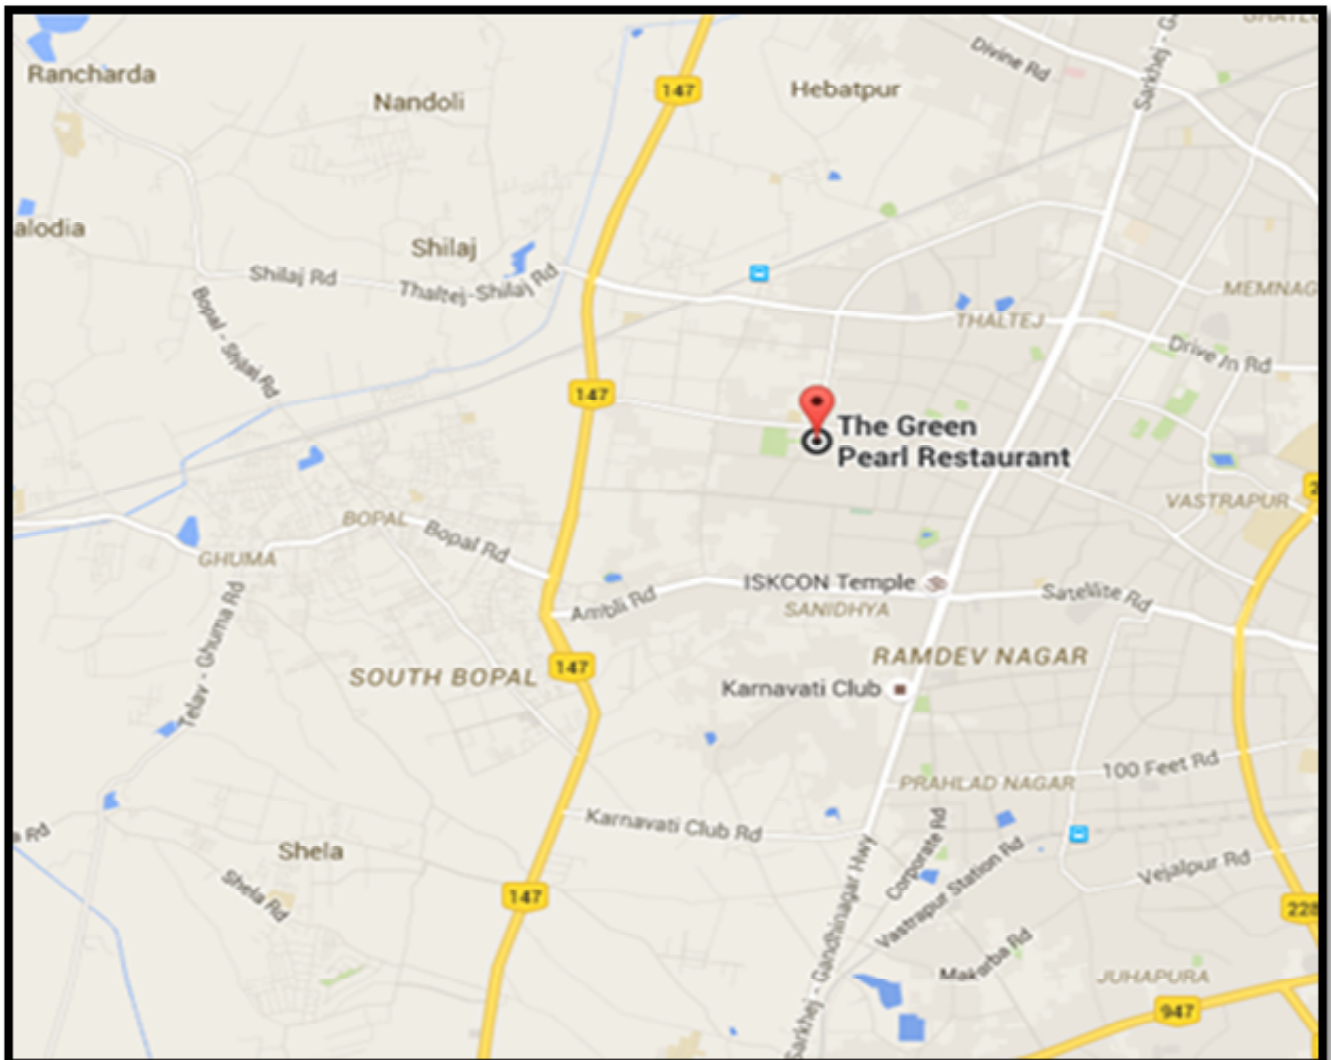 Sarkhej - G
Divine Rd
Rancharda
147
Hebatpur
Nandoli
alodia
Shilaj
Shilaj Rd
Thaltej-Shilaj Rd
MEMNAG
Bopal - Shilaj Rd
THALTEJ
Drive In Rd
147
The Green
Pearl Restaurant
VASTRAPUR
BOPAL
Bopal Rd
GHUMA
ISKCON Temple
Ambli Rd
SANIDHYA
Satellite Rd
Telav - Ghuma Rd
147
SOUTH BOPAL
RAMDEV NAGAR
Karnavati Club
PRAHLAD NAGAR
100 Feet Rd
Karnavati Club Rd
a Rd
Shela
Corporate Rd
Vejalpur Rd
Shela Rd
147
Vastrapur Station Rd
228
Sarkhej - Gandhinagar Hwy
Makarba Rd
JUHAPURA
947